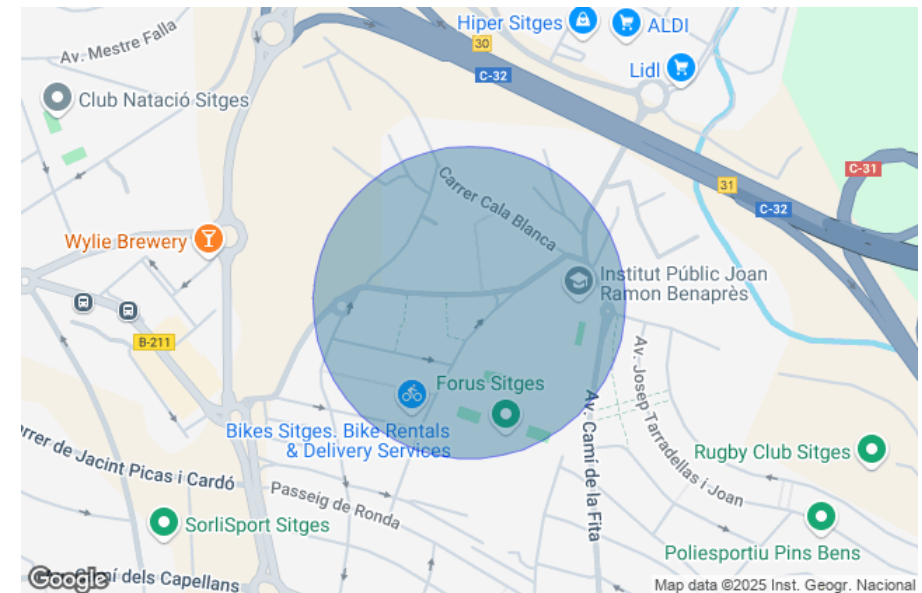 Hiper Sitges
ALDI
Av. Mestre Falla
30
C-32
Lidl
Club Natació Sitges
C-31
Carrer Cala Blanca
31
C-32
Wylie Brewery
Institut Públic Joan
Ramon Benaprès
B-211
Av. Josep Tarradellas i Joan
Forus Sitges
Av. Camí de la Fita
Bikes Sitges. Bike Rentals
& Delivery Services
Rugby Club Sitges
rrer de Jacint Picas i Cardó
Passeig de Ronda
SorliSport Sitges
Poliesportiu Pins Bens
Google
mí dels Capellans
Map data ©2025 Inst. Geogr. Nacional